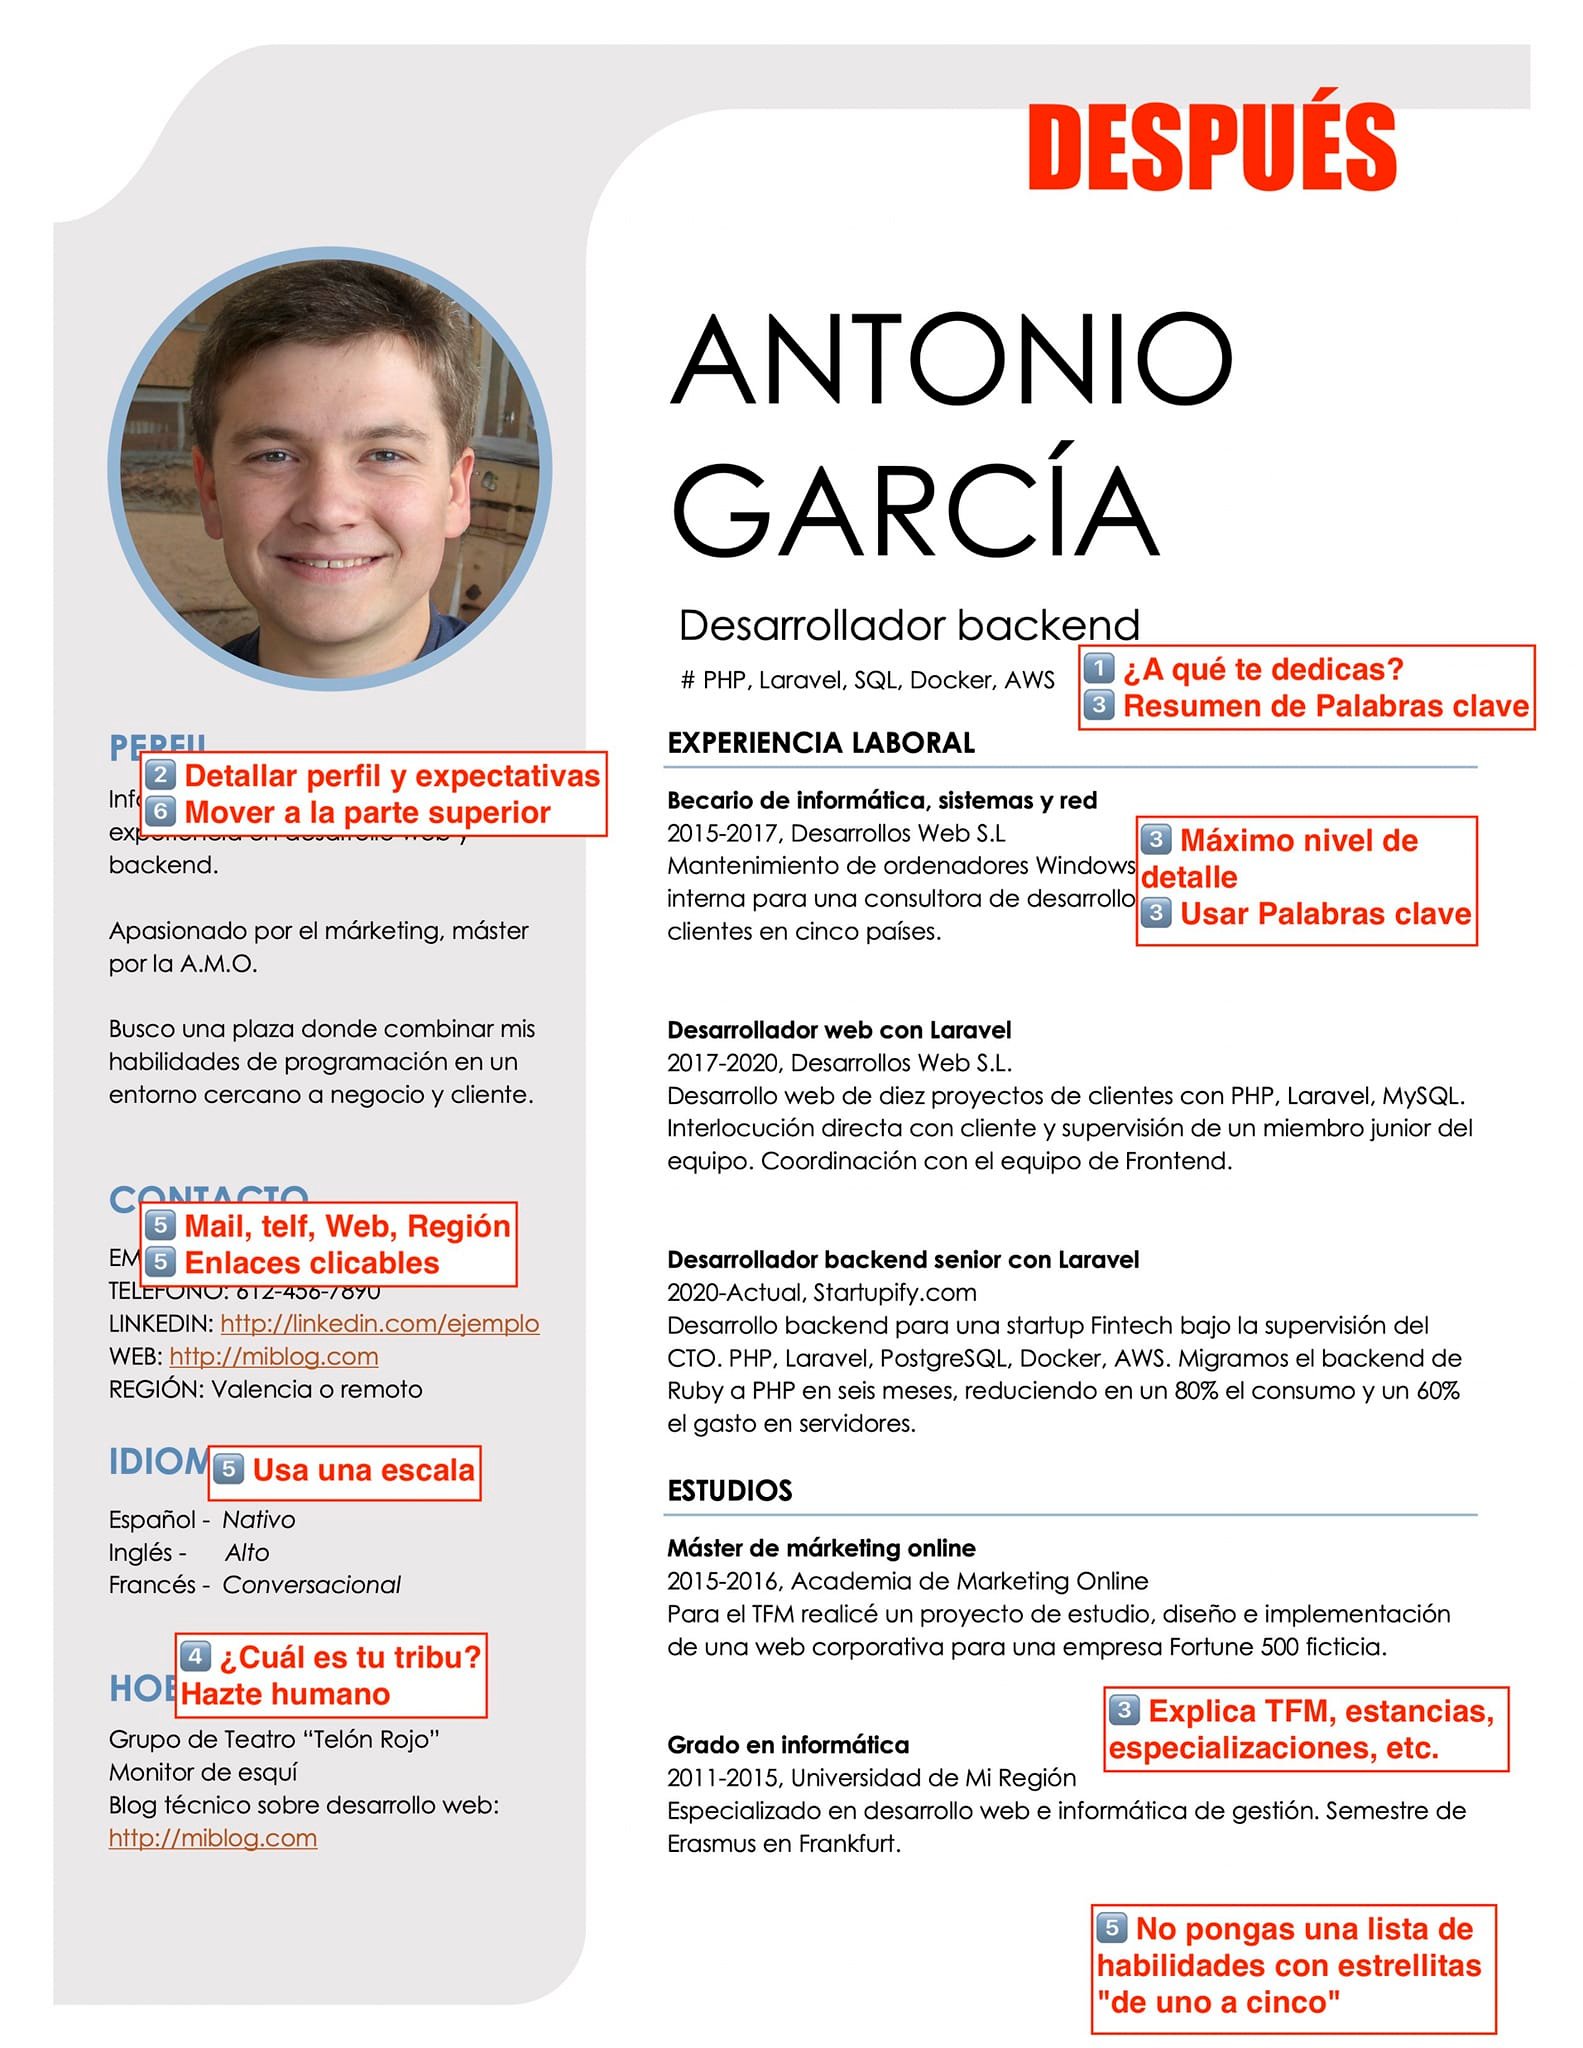 DESPUÉS
ANTONIO
GARCÍA
Desarrollador backend
# PHP, Laravel, SQL, Docker, AWS
1 ¿A qué te dedicas?
3 Resumen de Palabras clave
PERFIL
2 Detallar perfil y expectativas
6 Mover a la parte superior
backend.
Apasionado por el márketing, máster
por la A.M.O.
Busco una plaza donde combinar mis
habilidades de programación en un
entorno cercano a negocio y cliente.
CONTACTO
5 Mail, telf, Web, Región
5 Enlaces clicables
TELÉFONO: 612-456-7890
LINKEDIN: http://linkedin.com/ejemplo
WEB: http://miblog.com
REGIÓN: Valencia o remoto
5 Usa una escala
Español - Nativo
Inglés - Alto
Francés - Conversacional
4 ¿Cuál es tu tribu?
Hazte humano
Grupo de Teatro “Telón Rojo”
Monitor de esquí
Blog técnico sobre desarrollo web:
http://miblog.com
EXPERIENCIA LABORAL
Becario de informática, sistemas y red
2015-2017, Desarrollos Web S.L
Mantenimiento de ordenadores Windows
interna para una consultora de desarrollo
clientes en cinco países.
3 Máximo nivel de
detalle
3 Usar Palabras clave
Desarrollador web con Laravel
2017-2020, Desarrollos Web S.L.
Desarrollo web de diez proyectos de clientes con PHP, Laravel, MySQL.
Interlocución directa con cliente y supervisión de un miembro junior del
equipo. Coordinación con el equipo de Frontend.
Desarrollador backend senior con Laravel
2020-Actual, Startupify.com
Desarrollo backend para una startup Fintech bajo la supervisión del
CTO. PHP, Laravel, PostgreSQL, Docker, AWS. Migramos el backend de
Ruby a PHP en seis meses, reduciendo en un 80% el consumo y un 60%
el gasto en servidores.
ESTUDIOS
Máster de márketing online
2015-2016, Academia de Marketing Online
Para el TFM realicé un proyecto de estudio, diseño e implementación
de una web corporativa para una empresa Fortune 500 ficticia.
3 Explica TFM, estancias,
especializaciones, etc.
Grado en informática
2011-2015, Universidad de Mi Región
Especializado en desarrollo web e informática de gestión. Semestre de
Erasmus en Frankfurt.
5 No pongas una lista de
habilidades con estrellitas
"de uno a cinco"